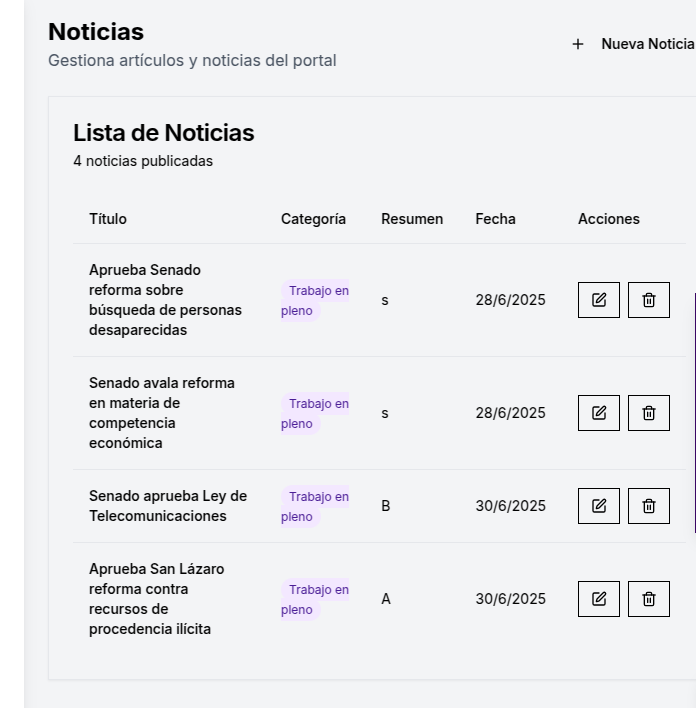 Noticias
Gestiona artículos y noticias del portal
Nueva Noticia
Lista de Noticias
4 noticias publicadas
Título Categoría Resumen Fecha Acciones
Aprueba Senado
reforma sobre
búsqueda de personas
desaparecidas
Trabajo en
pleno
s
28/6/2025
Senado avala reforma
en materia de
competencia
económica
Trabajo en
pleno
s
28/6/2025
Senado aprueba Ley de
Telecomunicaciones
Trabajo en
pleno
B
30/6/2025
Aprueba San Lázaro
reforma contra
recursos de
procedencia ilícita
Trabajo en
pleno
A
30/6/2025